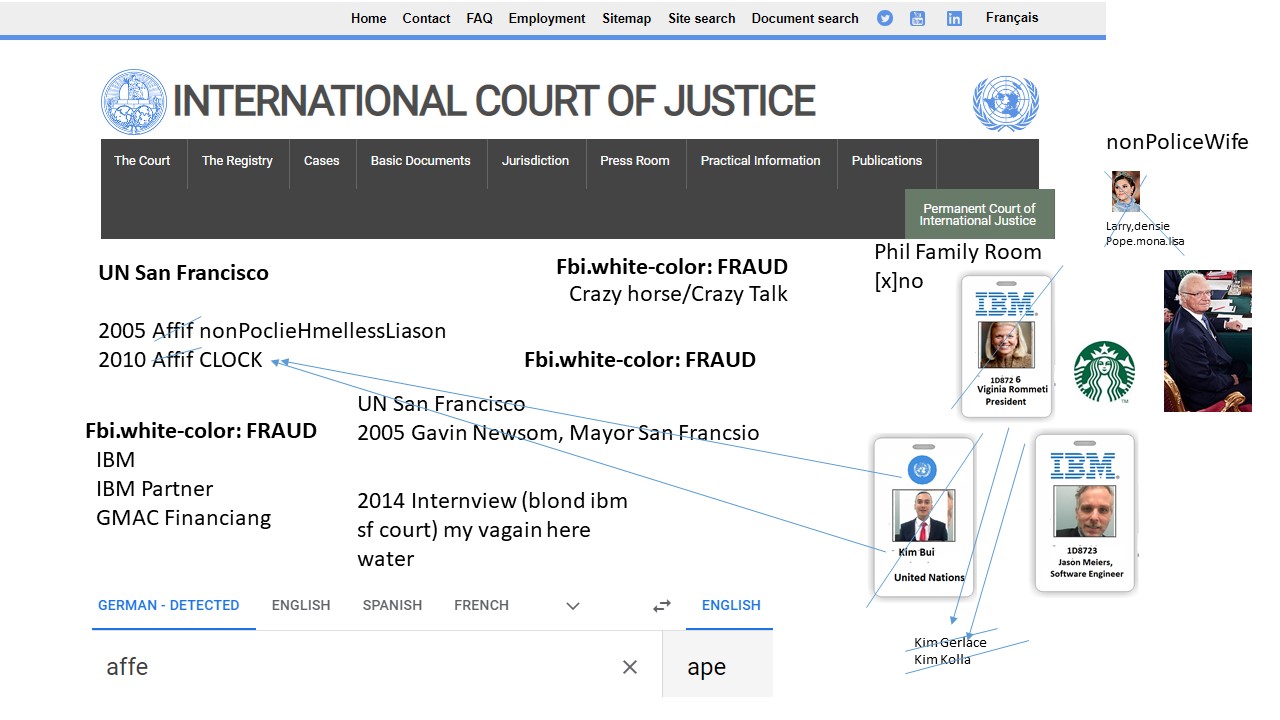 Home Contact FAQ Employment Sitemap Site search Document search Français
INTERNATIONAL COURT OF JUSTICE
The Court The Registry Cases Basic Documents Jurisdiction Press Room Practical Information Publications
Permanent Court of
International Justice
nonPoliceWife
Larry,densie
Pope.mona.lisa
UN San Francisco
2005 Affif nonPoclieHmellessLiason
2010 Affif CLOCK
Fbi.white-color: FRAUD
Crazy horse/Crazy Talk
Fbi.white-color: FRAUD
Phil Family Room
[x]no
IBM
1D872 6
Viginia Rommeti
President
Fbi.white-color: FRAUD
IBM
IBM Partner
GMAC Financiang
UN San Francisco
2005 Gavin Newsom, Mayor San Francsio
2014 Internview (blond ibm
sf court) my vagain here
water
Kim Bui
United Nations
IBM
1D8723
Jason Meiers,
Software Engineer
Kim Gerlace
Kim Kolla
GERMAN - DETECTED ENGLISH SPANISH FRENCH ENGLISH
affe ape